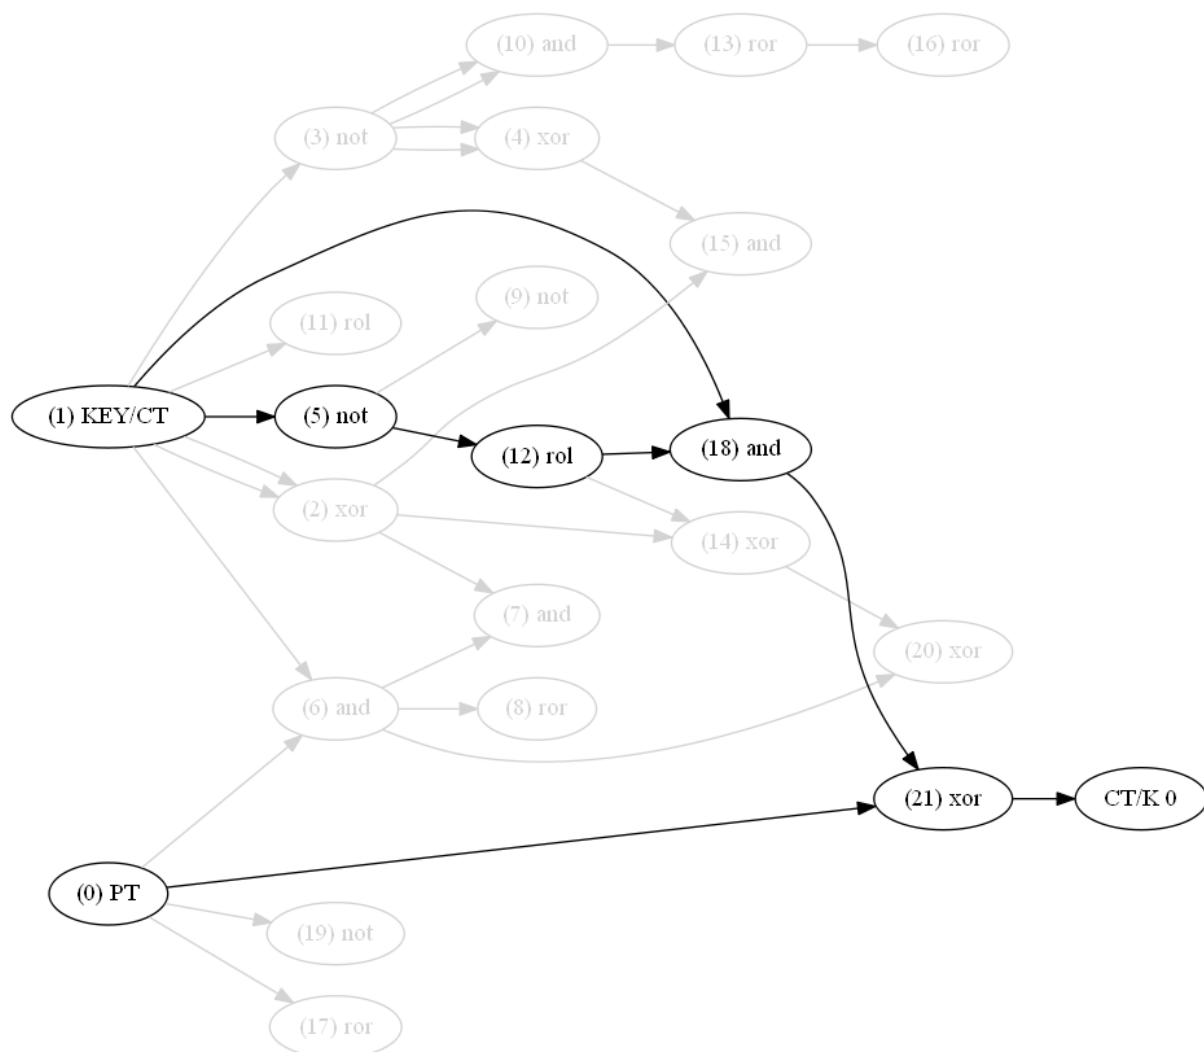 (10) and
(13) ror
(16) ror
(3) not
(4) xor
(15) and
(9) not
(11) rol
(1) KEY/CT
(5) not
(12) rol
(18) and
(2) xor
(14) xor
(7) and
(20) xor
(6) and
(8) ror
(21) xor
CT/K 0
(0) PT
(19) not
(17) ror